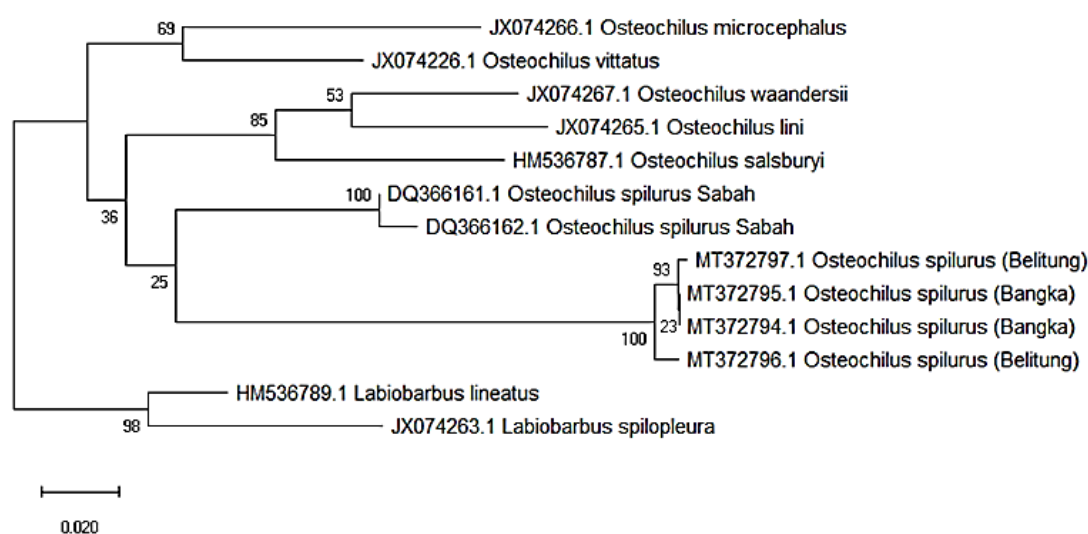 69
JX074266.1 Osteochilus microcephalus
JX074226.1 Osteochilus vittatus
53
JX074267.1 Osteochilus waandersii
85
JX074265.1 Osteochilus lini
HM536787.1 Osteochilus salsburyi
100
DQ366161.1 Osteochilus spilurus Sabah
36
DQ366162.1 Osteochilus spilurus Sabah
25
93
MT372797.1 Osteochilus spilurus (Belitung)
MT372795.1 Osteochilus spilurus (Bangka)
23
MT372794.1 Osteochilus spilurus (Bangka)
100
MT372796.1 Osteochilus spilurus (Belitung)
HM536789.1 Labiobarbus lineatus
98
JX074263.1 Labiobarbus spilopleura
0.020